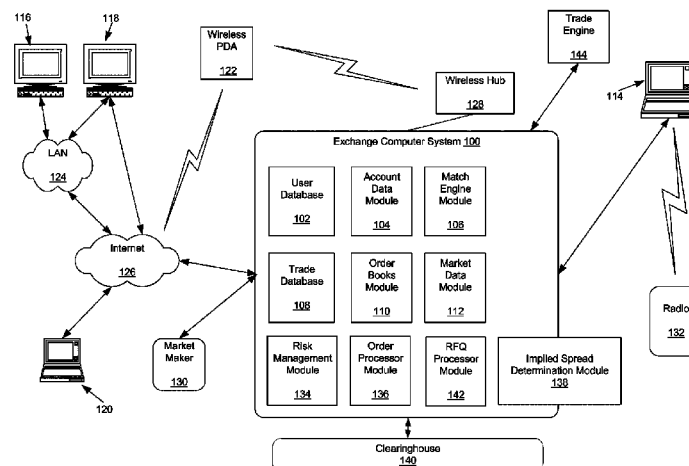 116
118
Wireless
PDA
122
Trade
Engine
144
Wireless Hub
128
114
Exchange Computer System 100
LAN
124
User
Database
102
Account
Data
Module
104
Match
Engine
Module
106
Internet
126
Trade
Database
108
Order
Books
Module
110
Market
Data
Module
112
Radio
132
Market
Maker
130
Risk
Management
Module
134
Order
Processor
Module
136
RFQ
Processor
Module
142
Implied Spread
Determination Module
138
120
Clearinghouse
140